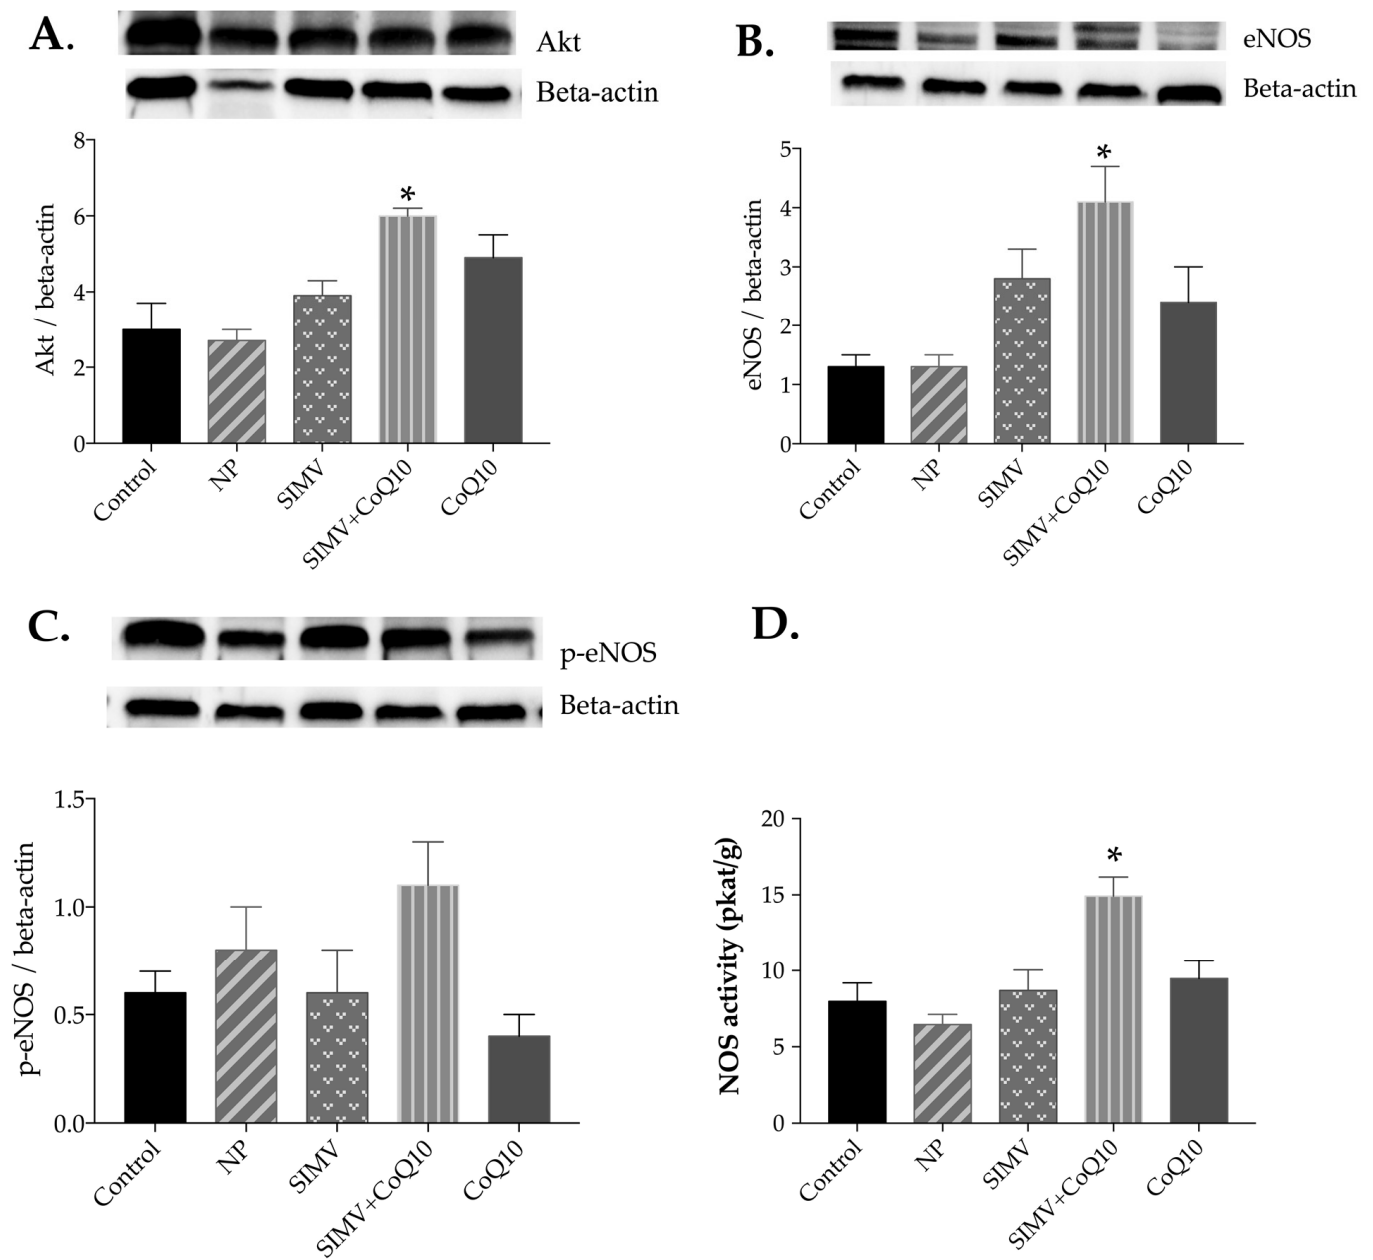 A.
Akt
Beta-actin
8
6
4
2
0
Akt / beta-actin
*
Control
NP
SIMV
SIMV+CoQ10
CoQ10
B.
eNOS
Beta-actin
5
4
3
2
1
0
eNOS / beta-actin
*
Control
NP
SIMV
SIMV+CoQ10
CoQ10
C.
p-eNOS
Beta-actin
1.5
1.0
0.5
0.0
p-eNOS / beta-actin
Control
NP
SIMV
SIMV+CoQ10
CoQ10
D.
20
15
10
5
0
NOS activity (pkat/g)
*
Control
NP
SIMV
SIMV+CoQ10
CoQ10